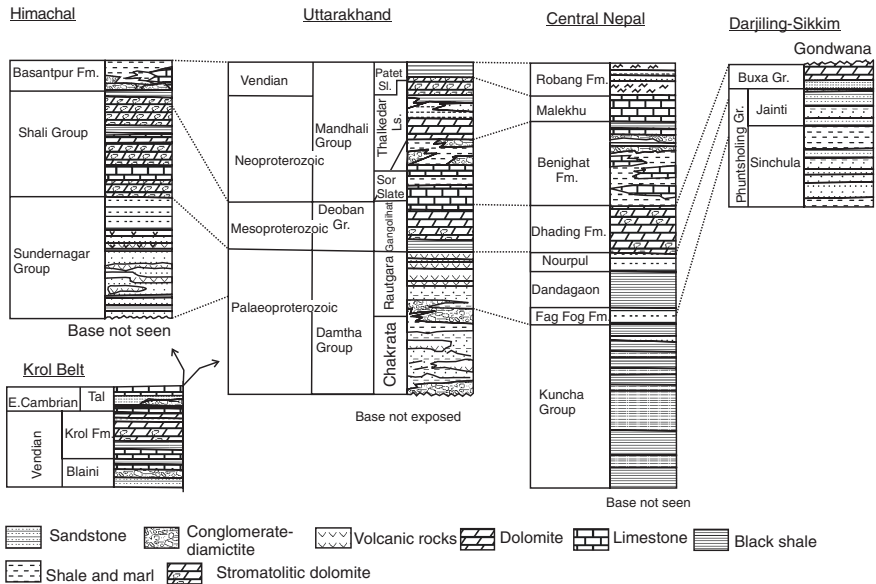 Himachal
Basantpur Fm.
Shali Group
Sundernagar
Group
Base not seen
Krol Belt
E.Cambrian
Tal
Vendian
Krol Fm.
Blaini
Uttarakhand
Vendian
Neoproterozoic
Mesoproterozoic
Palaeoproterozoic
Mandhali
Group
Deoban
Gr.
Damtha
Group
Patet
Sl.
Thalkedar
Ls.
Sor
Slate
Gangolihat
Rautgara
Chakrata
Base not exposed
Central Nepal
Robang Fm.
Malekhu
Benighat
Fm.
Dhading Fm.
Nourpul
Dandagaon
Fag Fog Fm.
Kuncha
Group
Base not seen
Darjiling-Sikkim
Gondwana
Buxa Gr.
Phuntsholing Gr.
Jainti
Sinchula
Sandstone
Conglomerate-
diamictite
Volcanic rocks
Dolomite
Limestone
Black shale
Shale and marl
Stromatolitic dolomite